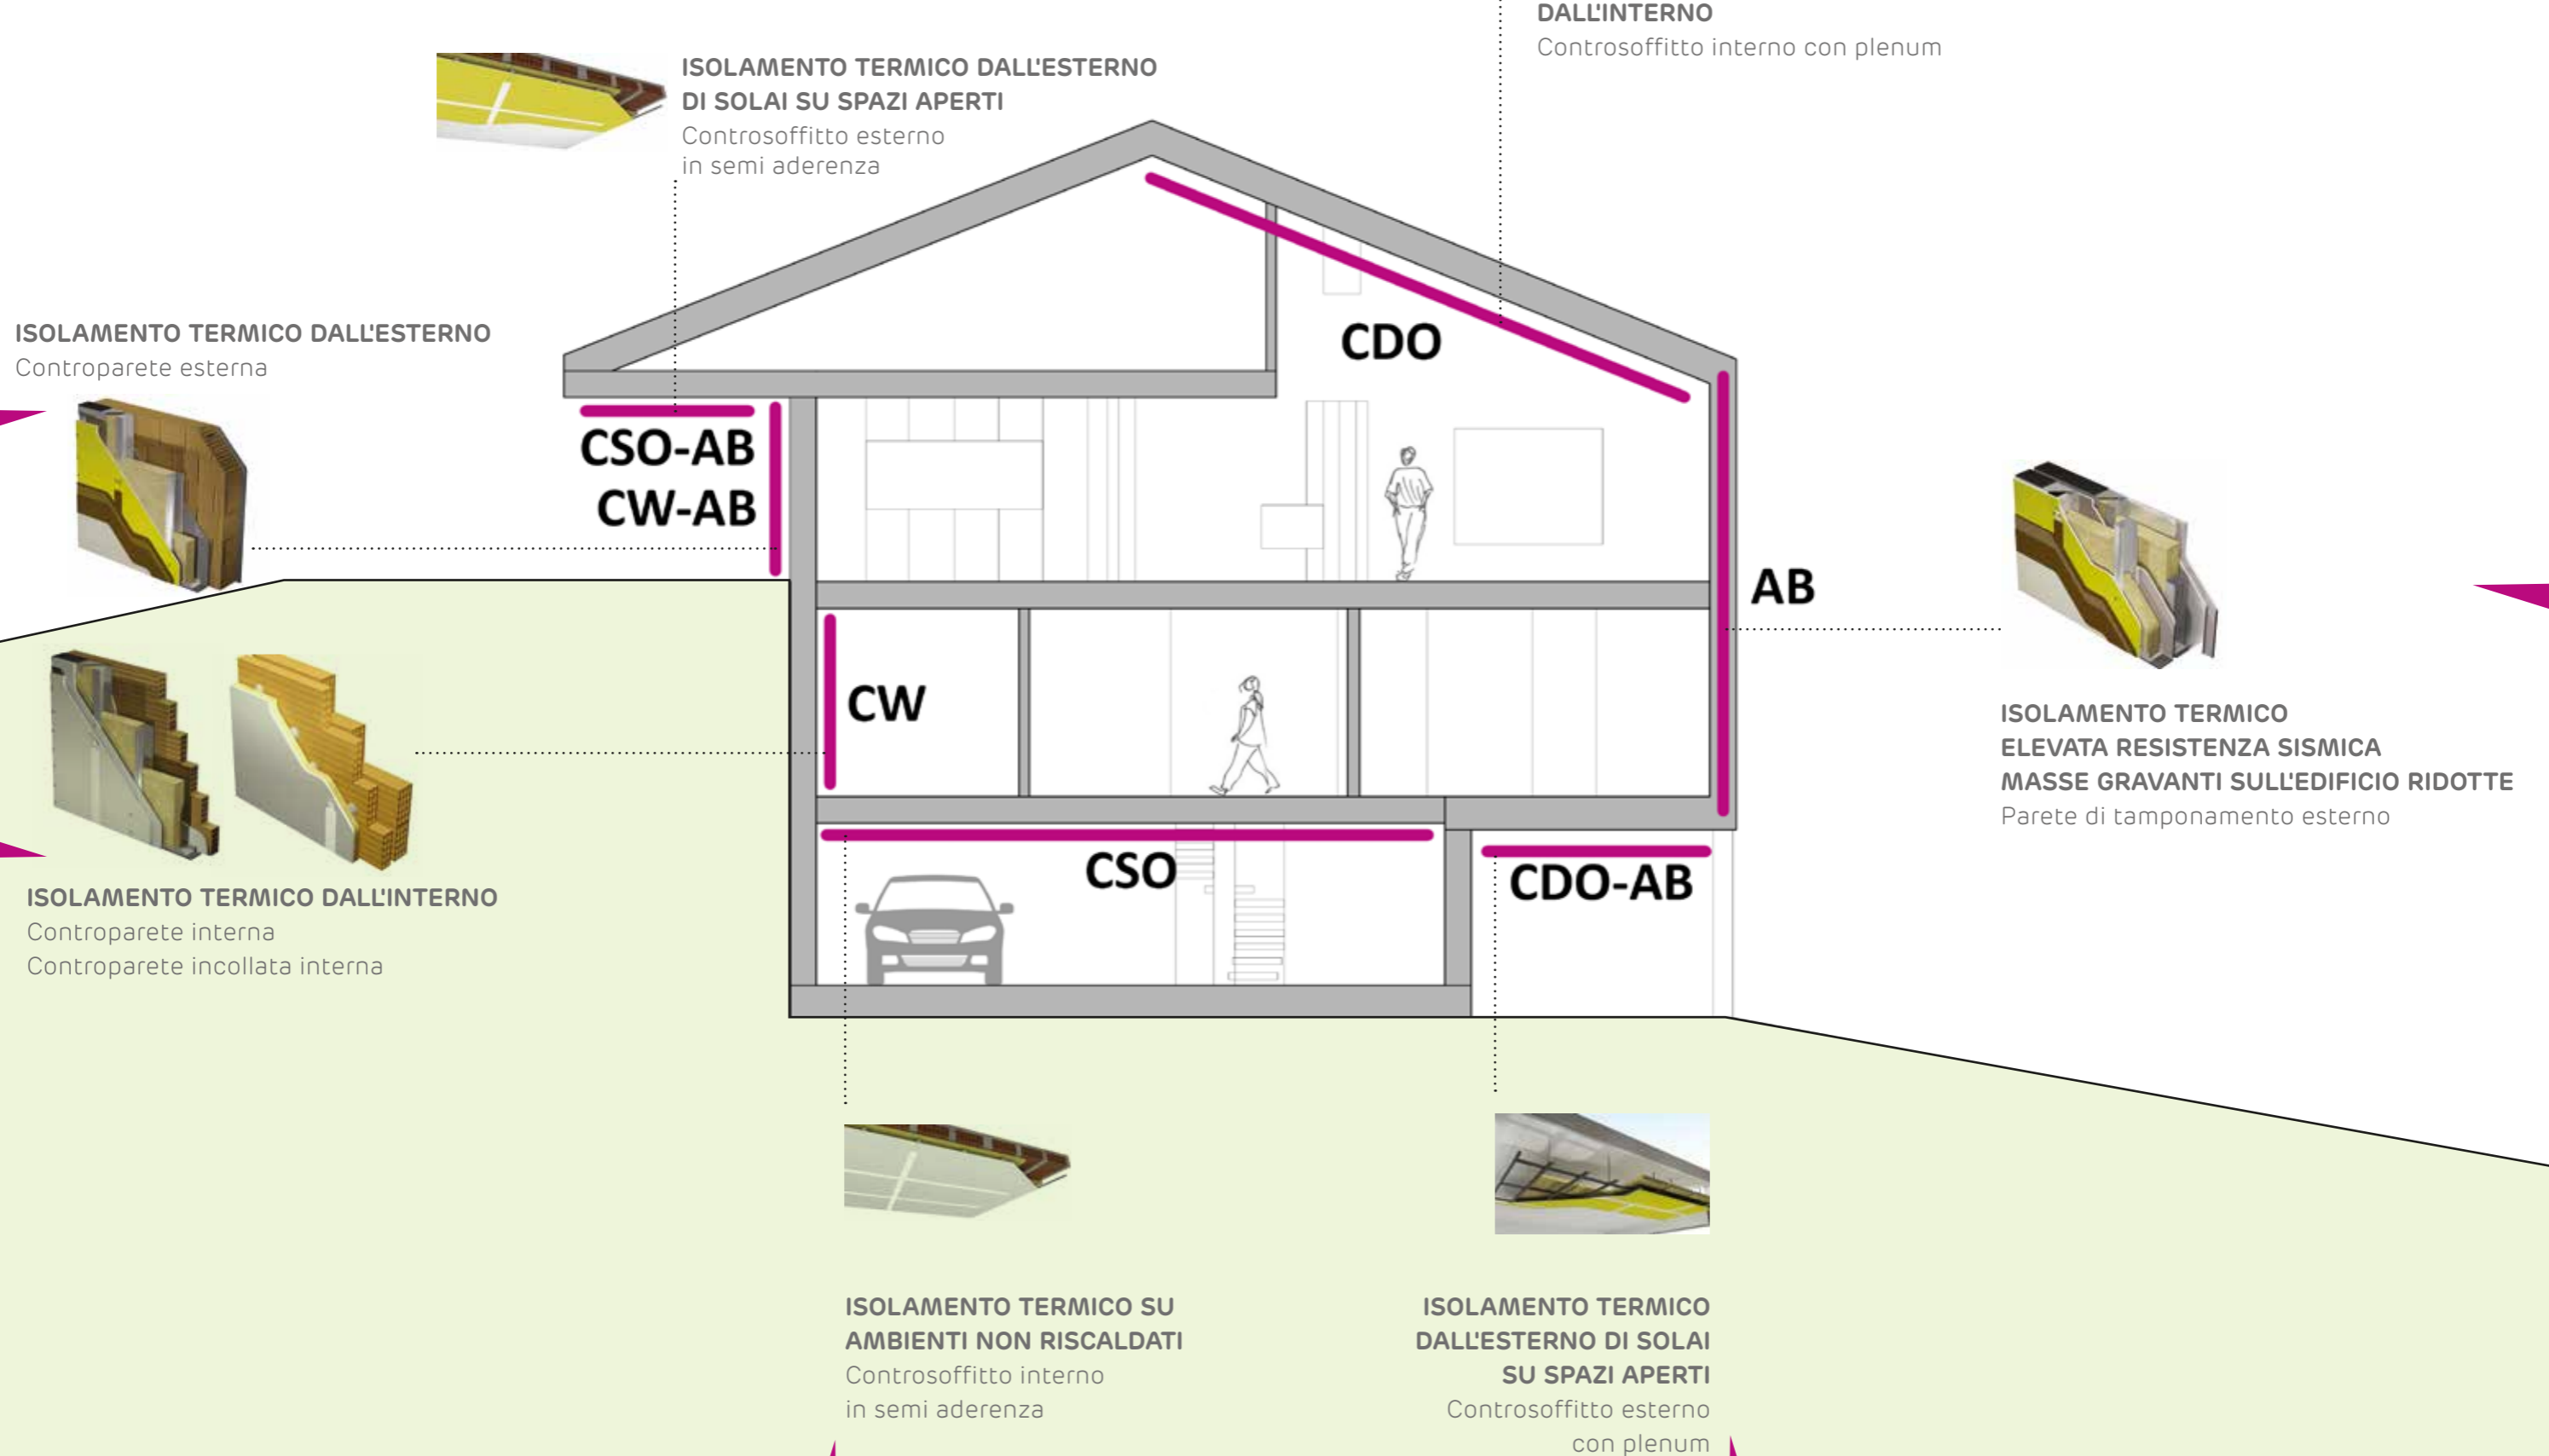 DALL'INTERNO
Controsoffitto interno con plenum
ISOLAMENTO TERMICO DALL'ESTERNO
DI SOLAI SU SPAZI APERTI
Controsoffitto esterno
in semi aderenza
ISOLAMENTO TERMICO DALL'ESTERNO
Controparete esterna
CDO
CSO-AB
CW-AB
AB
CW
ISOLAMENTO TERMICO
ELEVATA RESISTENZA SISMICA
MASSE GRAVANTI SULL'EDIFICIO RIDOTTE
Parete di tamponamento esterno
CSO
CDO-AB
ISOLAMENTO TERMICO DALL'INTERNO
Controparete interna
Controparete incollata interna
ISOLAMENTO TERMICO SU
AMBIENTI NON RISCALDATI
Controsoffitto interno
in semi aderenza
ISOLAMENTO TERMICO
DALL'ESTERNO DI SOLAI
SU SPAZI APERTI
Controsoffitto esterno
con plenum